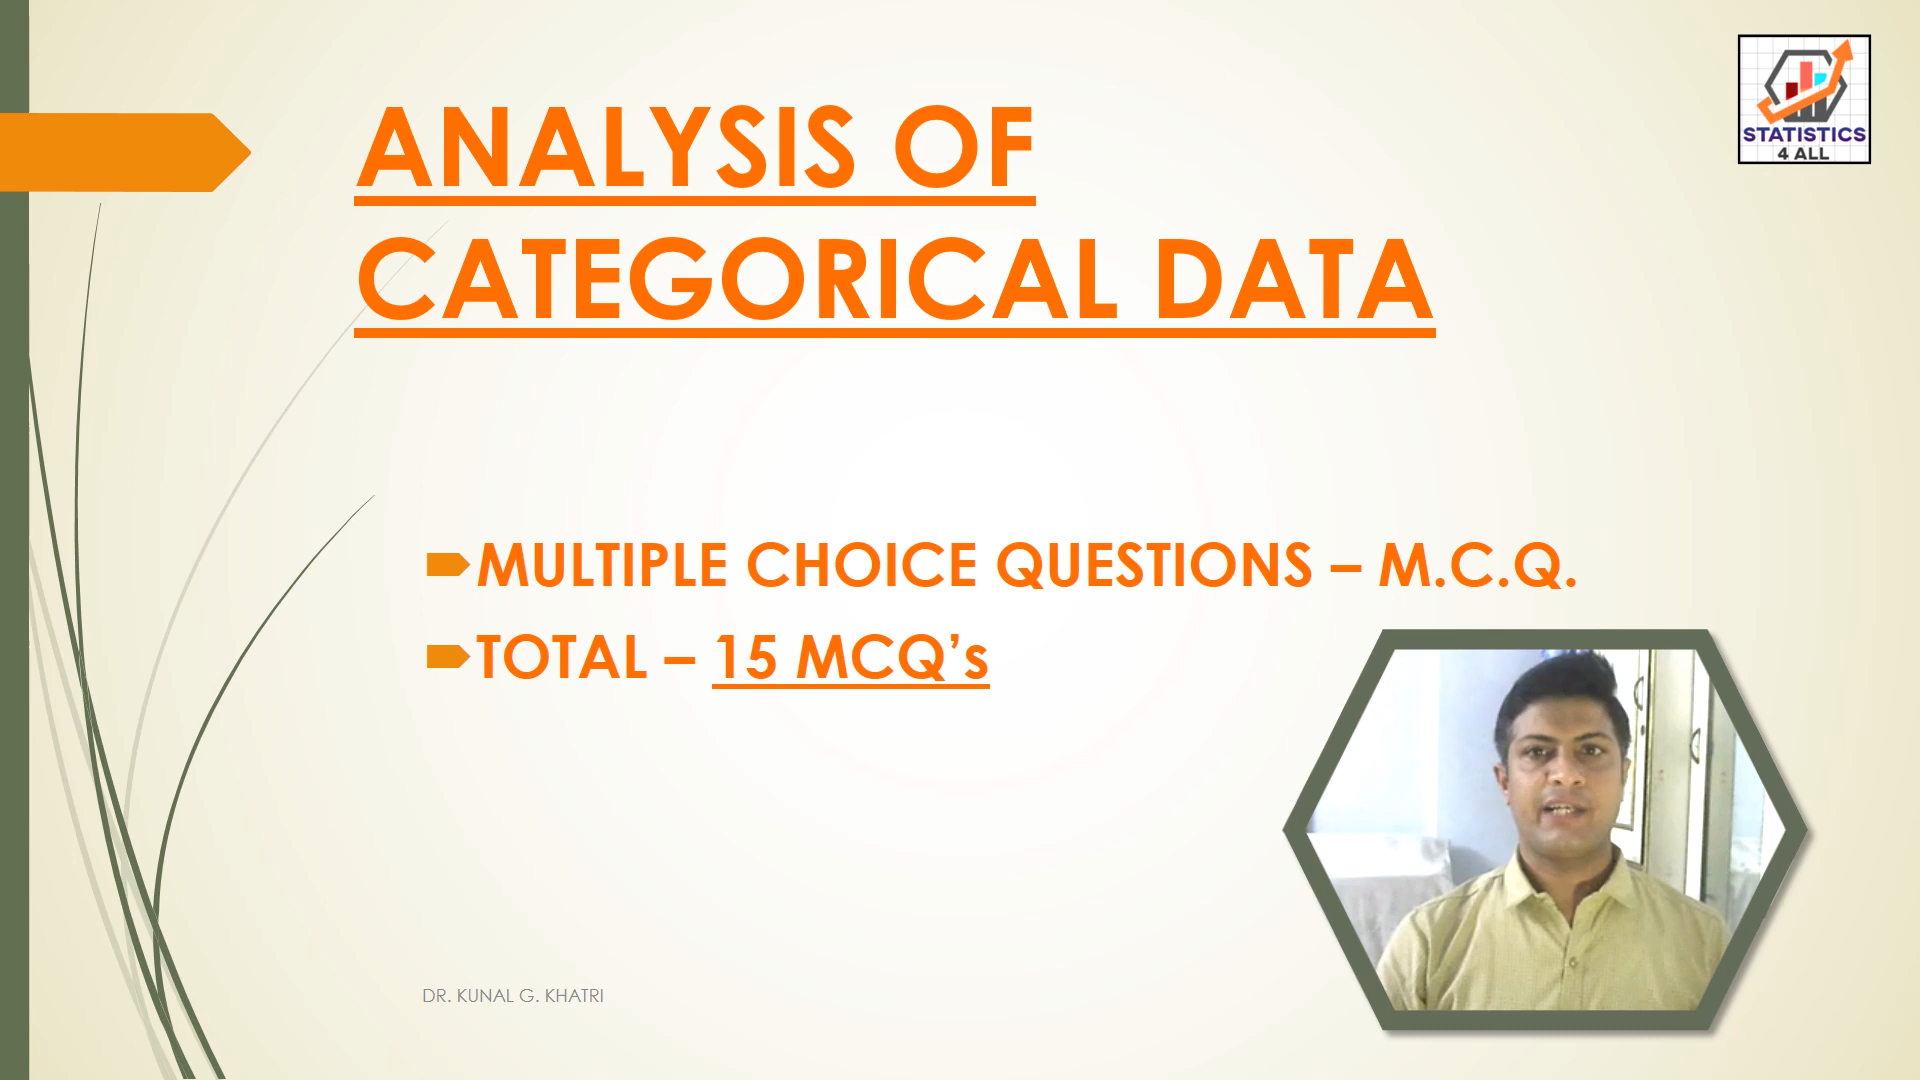 ANALYSIS OF
CATEGORICAL DATA
STATISTICS
4 ALL
MULTIPLE CHOICE QUESTIONS – M.C.Q.
TOTAL – 15 MCQ’s
DR. KUNAL G. KHATRI